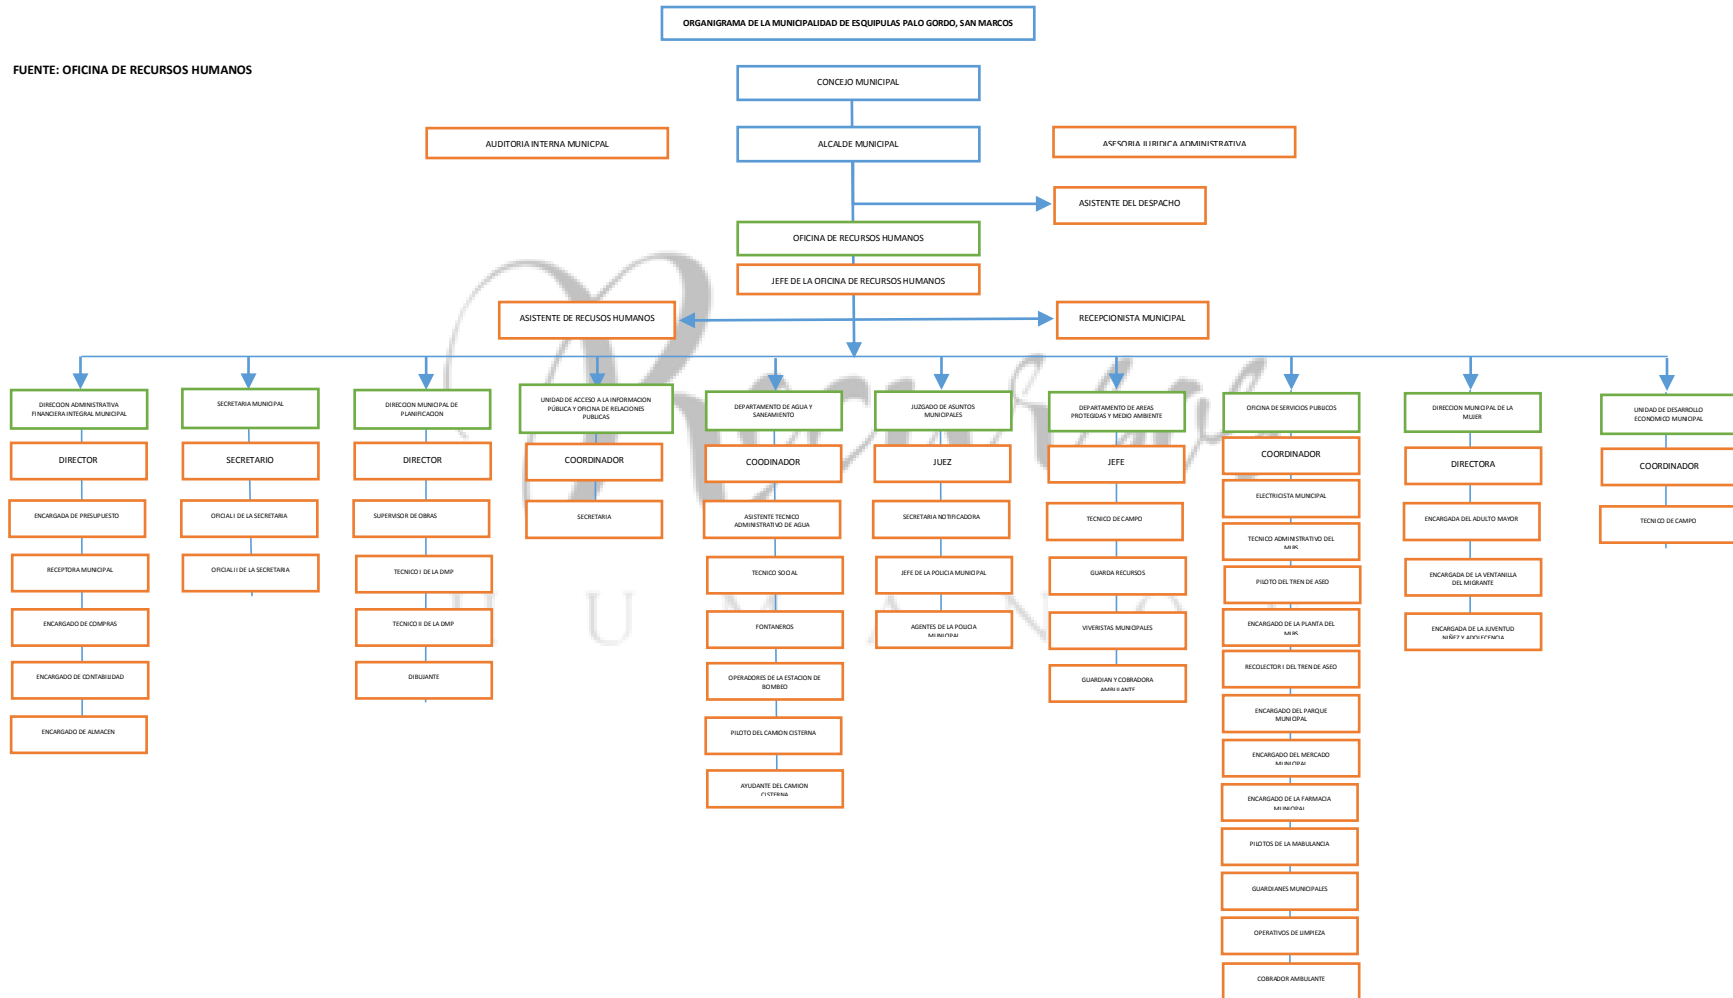 ORGANIGRAMA DE LA MUNICIPALIDAD DE ESQUIPULAS PALO GORDO, SAN MARCOS
FUENTE: OFICINA DE RECURSOS HUMANOS
CONCEJO MUNICIPAL
AUDITORIA INTERNA MUNICPAL
ALCALDE MUNICIPAL
ASESORIA JURIDICA ADMINISTRATIVA
ASISTENTE DEL DESPACHO
OFICINA DE RECURSOS HUMANOS
JEFE DE LA OFICINA DE RECURSOS HUMANOS
ASISTENTE DE RECUSOS HUMANOS
RECEPCIONISTA MUNICIPAL
DIRECCION ADMINISTRATIVA
FINANCIERA INTEGRAL MUNICIPAL
DIRECTOR
ENCARGADA DE PRESUPUESTO
RECEPTORA MUNICIPAL
ENCARGADO DE COMPRAS
ENCARGADO DE CONTABILIDAD
ENCARGADO DE ALMACEN
SECRETARIA MUNICIPAL
SECRETARIO
OFICIAL I DE LA SECRETARIA
OFICIAL II DE LA SECRETARIA
DIRECCION MUNICIPAL DE
PLANIFICACION
DIRECTOR
SUPERVISOR DE OBRAS
TECNICO I DE LA DMP
TECNICO II DE LA DMP
DIBUJANTE
UNIDAD DE ACCESO A LA INFORMACION
PÚBLICA Y OFICINA DE RELACIONES
PUBLICAS
COORDINADOR
SECRETARIA
DEPARTAMENTO DE AGUA Y
SANEAMIENTO
COODINADOR
ASISTENTE TECNICO
ADMINISTRATIVO DE AGUA
TECNICO SOCIAL
FONTANEROS
OPERADORES DE LA ESTACION DE
BOMBEO
PILOTO DEL CAMION CISTERNA
AYUDANTE DEL CAMION
CISTERNA
JUZGADO DE ASUNTOS
MUNICIPALES
JUEZ
SECRETARIA NOTIFICADORA
JEFE DE LA POLICIA MUNICIPAL
AGENTES DE LA POLICIA
MUNICIPAL
DEPARTAMENTO DE AREAS
PROTEGIDAS Y MEDIO AMBIENTE
JEFE
TECNICO DE CAMPO
GUARDA RECURSOS
VIVERISTAS MUNICIPALES
GUARDIAN Y COBRADORA
AMBULANTE
OFICINA DE SERVICIOS PUBLICOS
COORDINADOR
ELECTRICISTA MUNICIPAL
TECNICO ADMINISTRATIVO DEL
PILOTO DEL TREN DE ASEO
ENCARGADO DE LA PLANTA DEL
RECOLECTOR I DEL TREN DE ASEO
ENCARGADO DEL PARQUE
MUNICIPAL
ENCARGADO DEL MERCADO
MUNICIPAL
ENCARGADO DE LA FARMACIA
MUNICIPAL
PILOTOS DE LA MABULANCIA
GUARDIANES MUNICIPALES
OPERATIVOS DE LIMPIEZA
COBRADOR AMBULANTE
DIRECCION MUNICIPAL DE LA
MUJER
DIRECTORA
ENCARGADA DEL ADULTO MAYOR
ENCARGADA DE LA VENTANILLA
DEL MIGRANTE
ENCARGADA DE LA JUVENTUD
NIÑEZ Y ADOLECENCIA
UNIDAD DE DESARROLLO
ECONOMICO MUNICIPAL
COORDINADOR
TECNICO DE CAMPO